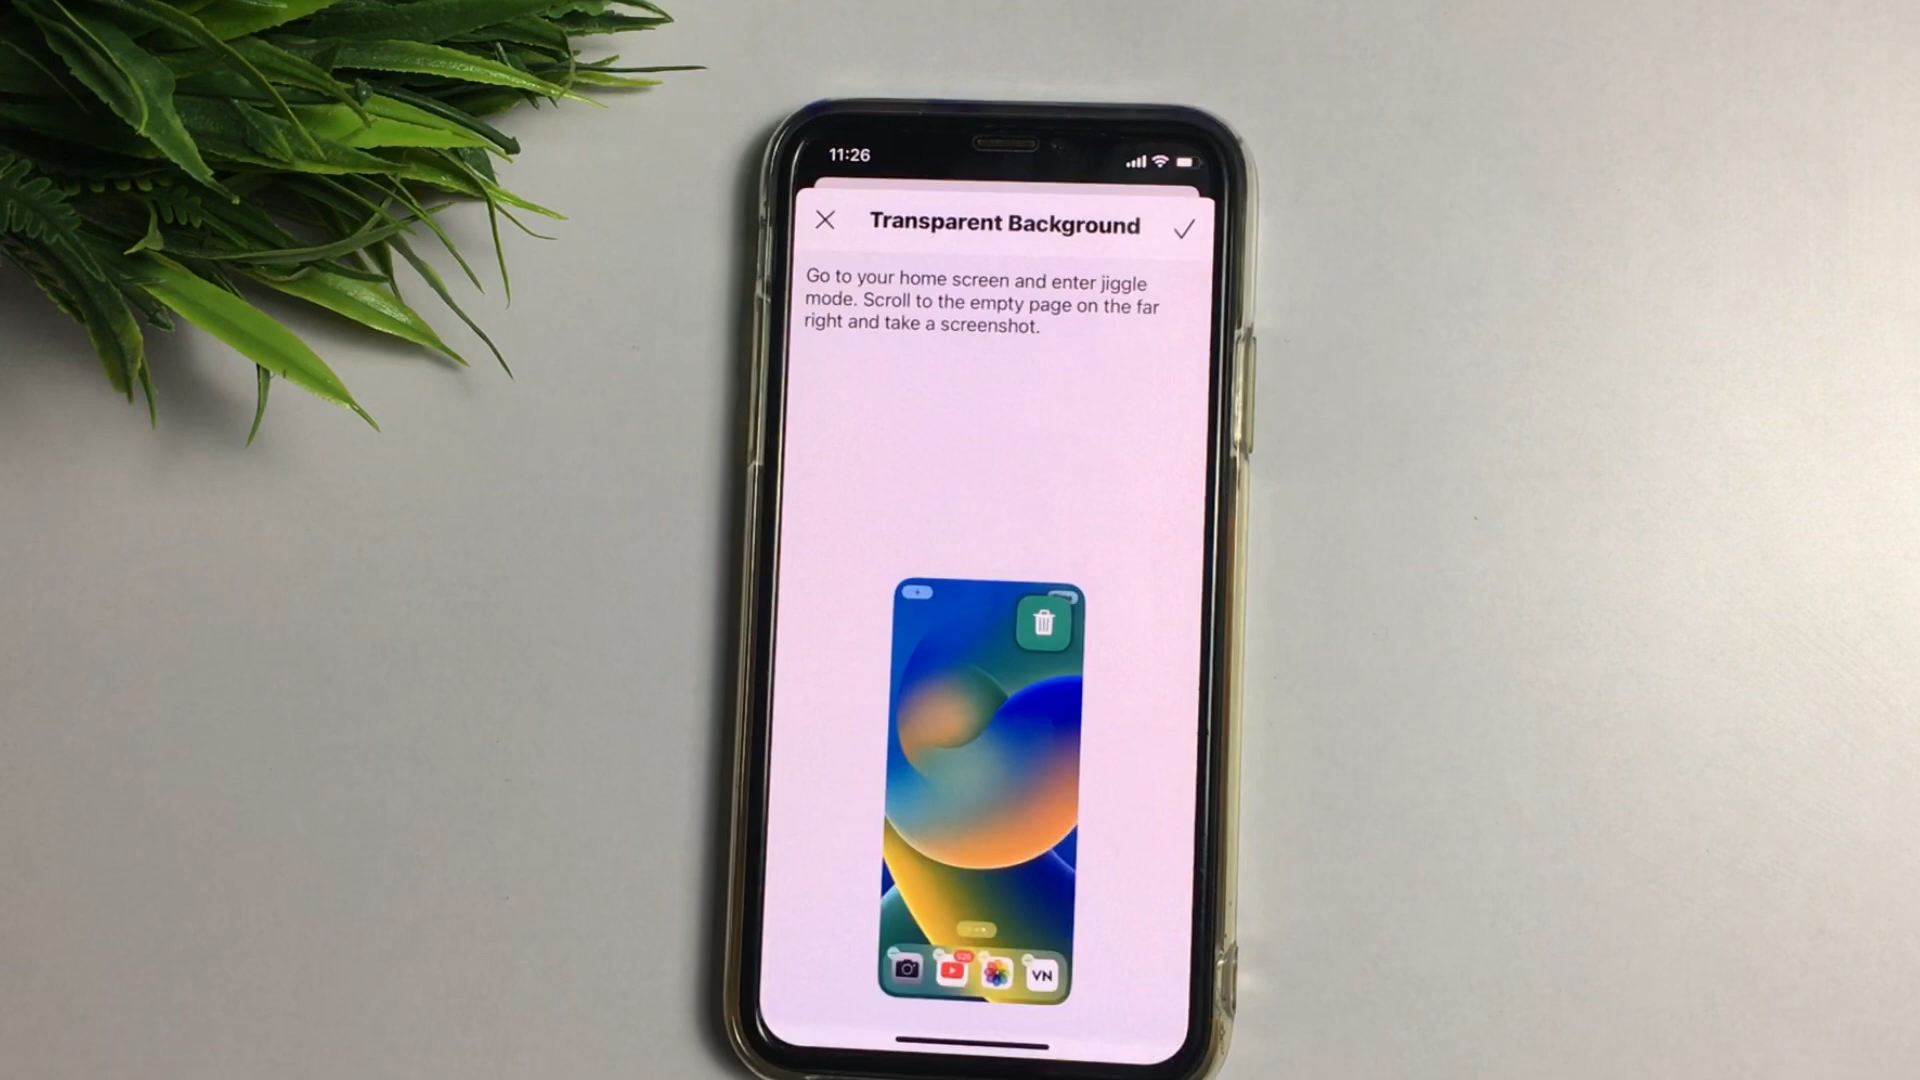 11:26
Transparent Background
Go to your home screen and enter jiggle
mode. Scroll to the empty page on the far
right and take a screenshot.
VN